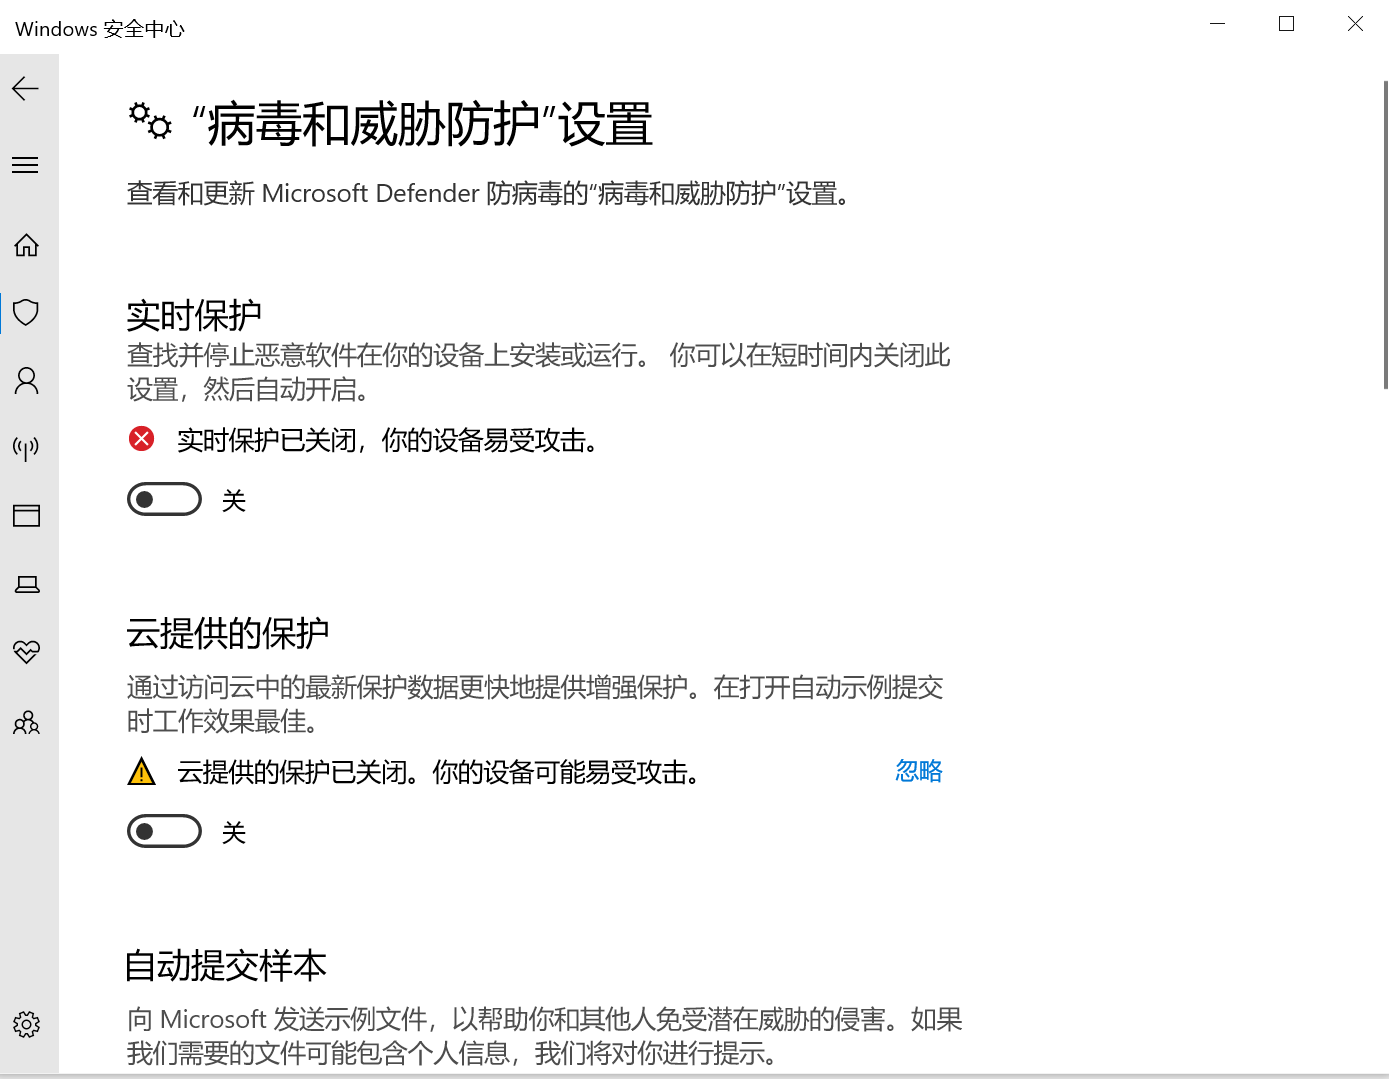 Windows 安全中心
“病毒和威胁防护”设置
查看和更新 Microsoft Defender 防病毒的“病毒和威胁防护”设置。
实时保护
查找并停止恶意软件在你的设备上安装或运行。 你可以在短时间内关闭此
设置，然后自动开启。
实时保护已关闭，你的设备易受攻击。
关
云提供的保护
通过访问云中的最新保护数据更快地提供增强保护。在打开自动示例提交
时工作效果最佳。
云提供的保护已关闭。你的设备可能易受攻击。 忽略
关
自动提交样本
向 Microsoft 发送示例文件，以帮助你和其他人免受潜在威胁的侵害。如果
我们需要的文件可能包含个人信息，我们将对你进行提示。